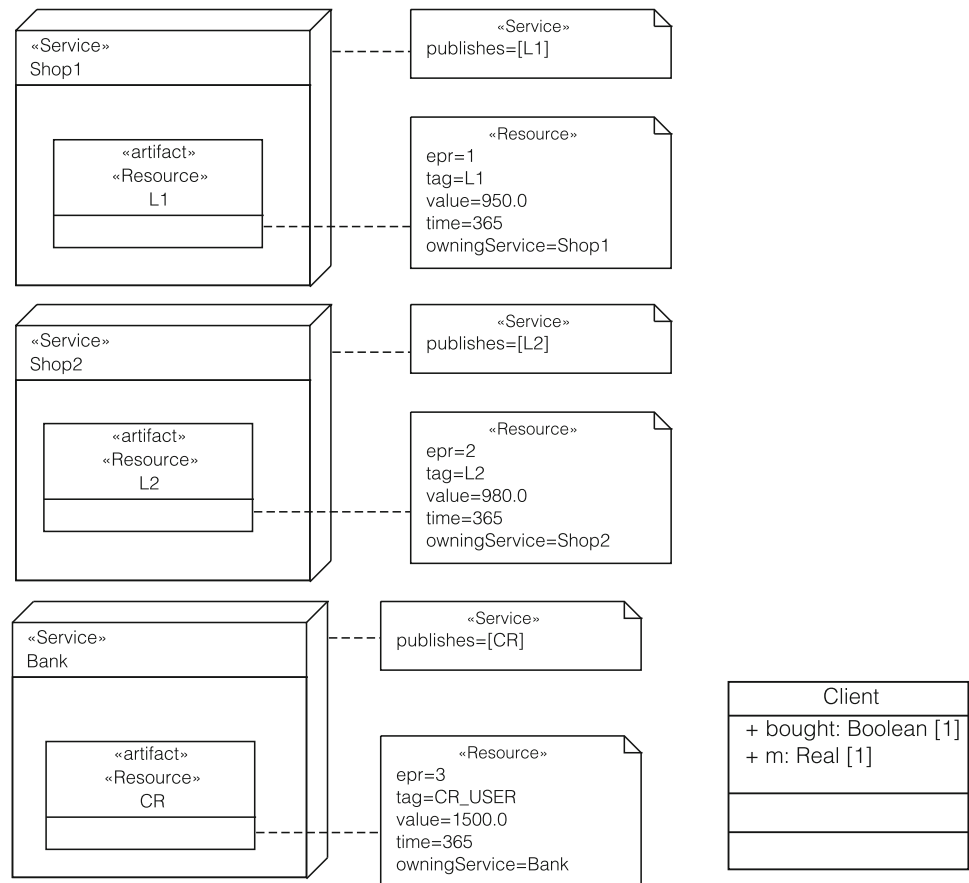 «Service»
Shop1
«artifact»
«Resource»
L1
«Service»
publishes=[L1]
«Resource»
epr=1
tag=L1
value=950.0
time=365
owningService=Shop1
«Service»
Shop2
«artifact»
«Resource»
L2
«Service»
publishes=[L2]
«Resource»
epr=2
tag=L2
value=980.0
time=365
owningService=Shop2
«Service»
Bank
«artifact»
«Resource»
CR
«Service»
publishes=[CR]
«Resource»
epr=3
tag=CR_USER
value=1500.0
time=365
owningService=Bank
Client
+ bought: Boolean [1]
+ m: Real [1]